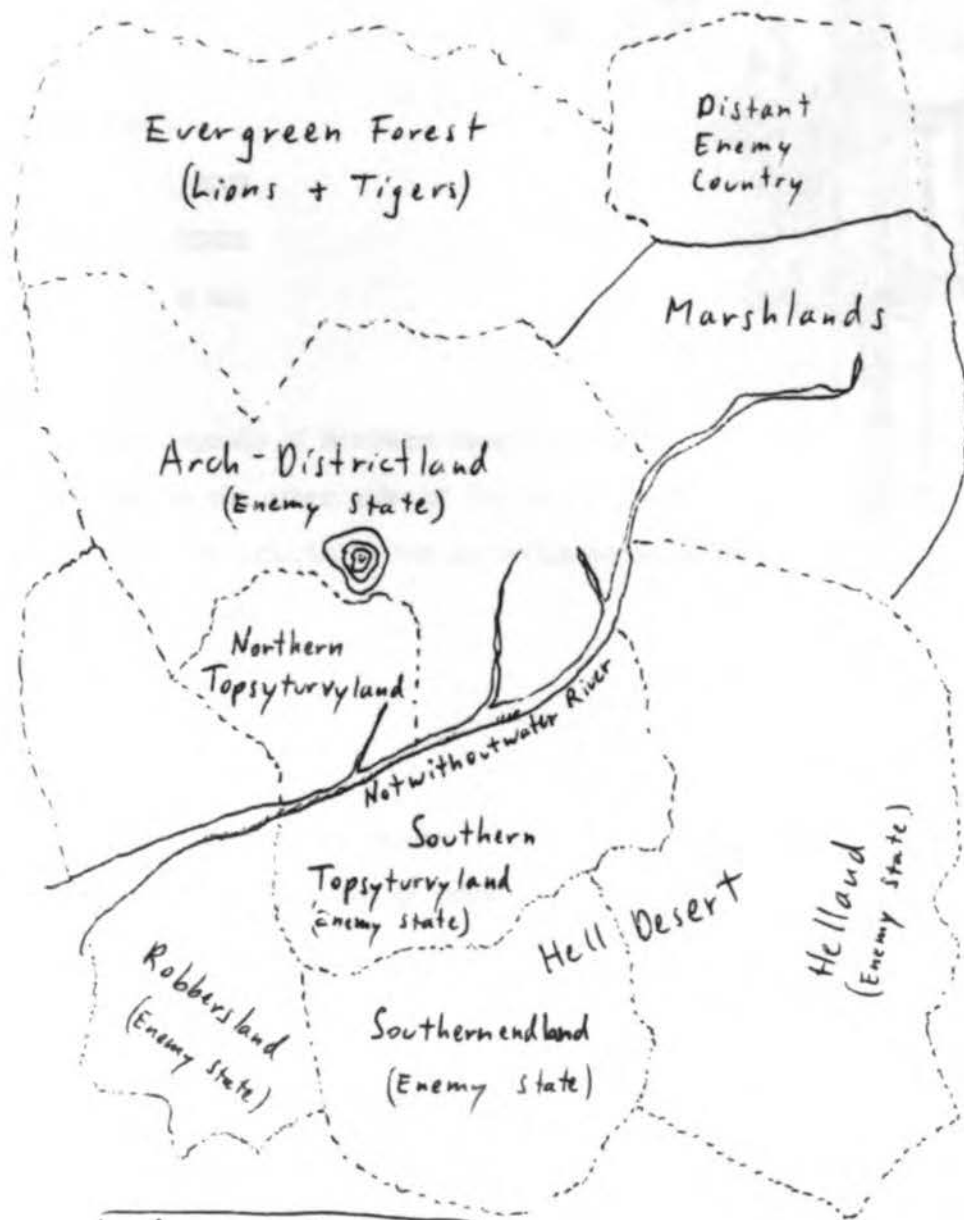 Evergreen Forest
(Lions + Tigers)
Distant
Enemy
Country
Marshlands
Arch-Districtland
(Enemy State)
Northern
Topsyturvyland
Notwithoutwater River
Southern
Topsyturvyland
(Enemy state)
Hell Desert
Helland
(Enemy state)
Robbersland
(Enemy state)
Southernendland
(Enemy state)